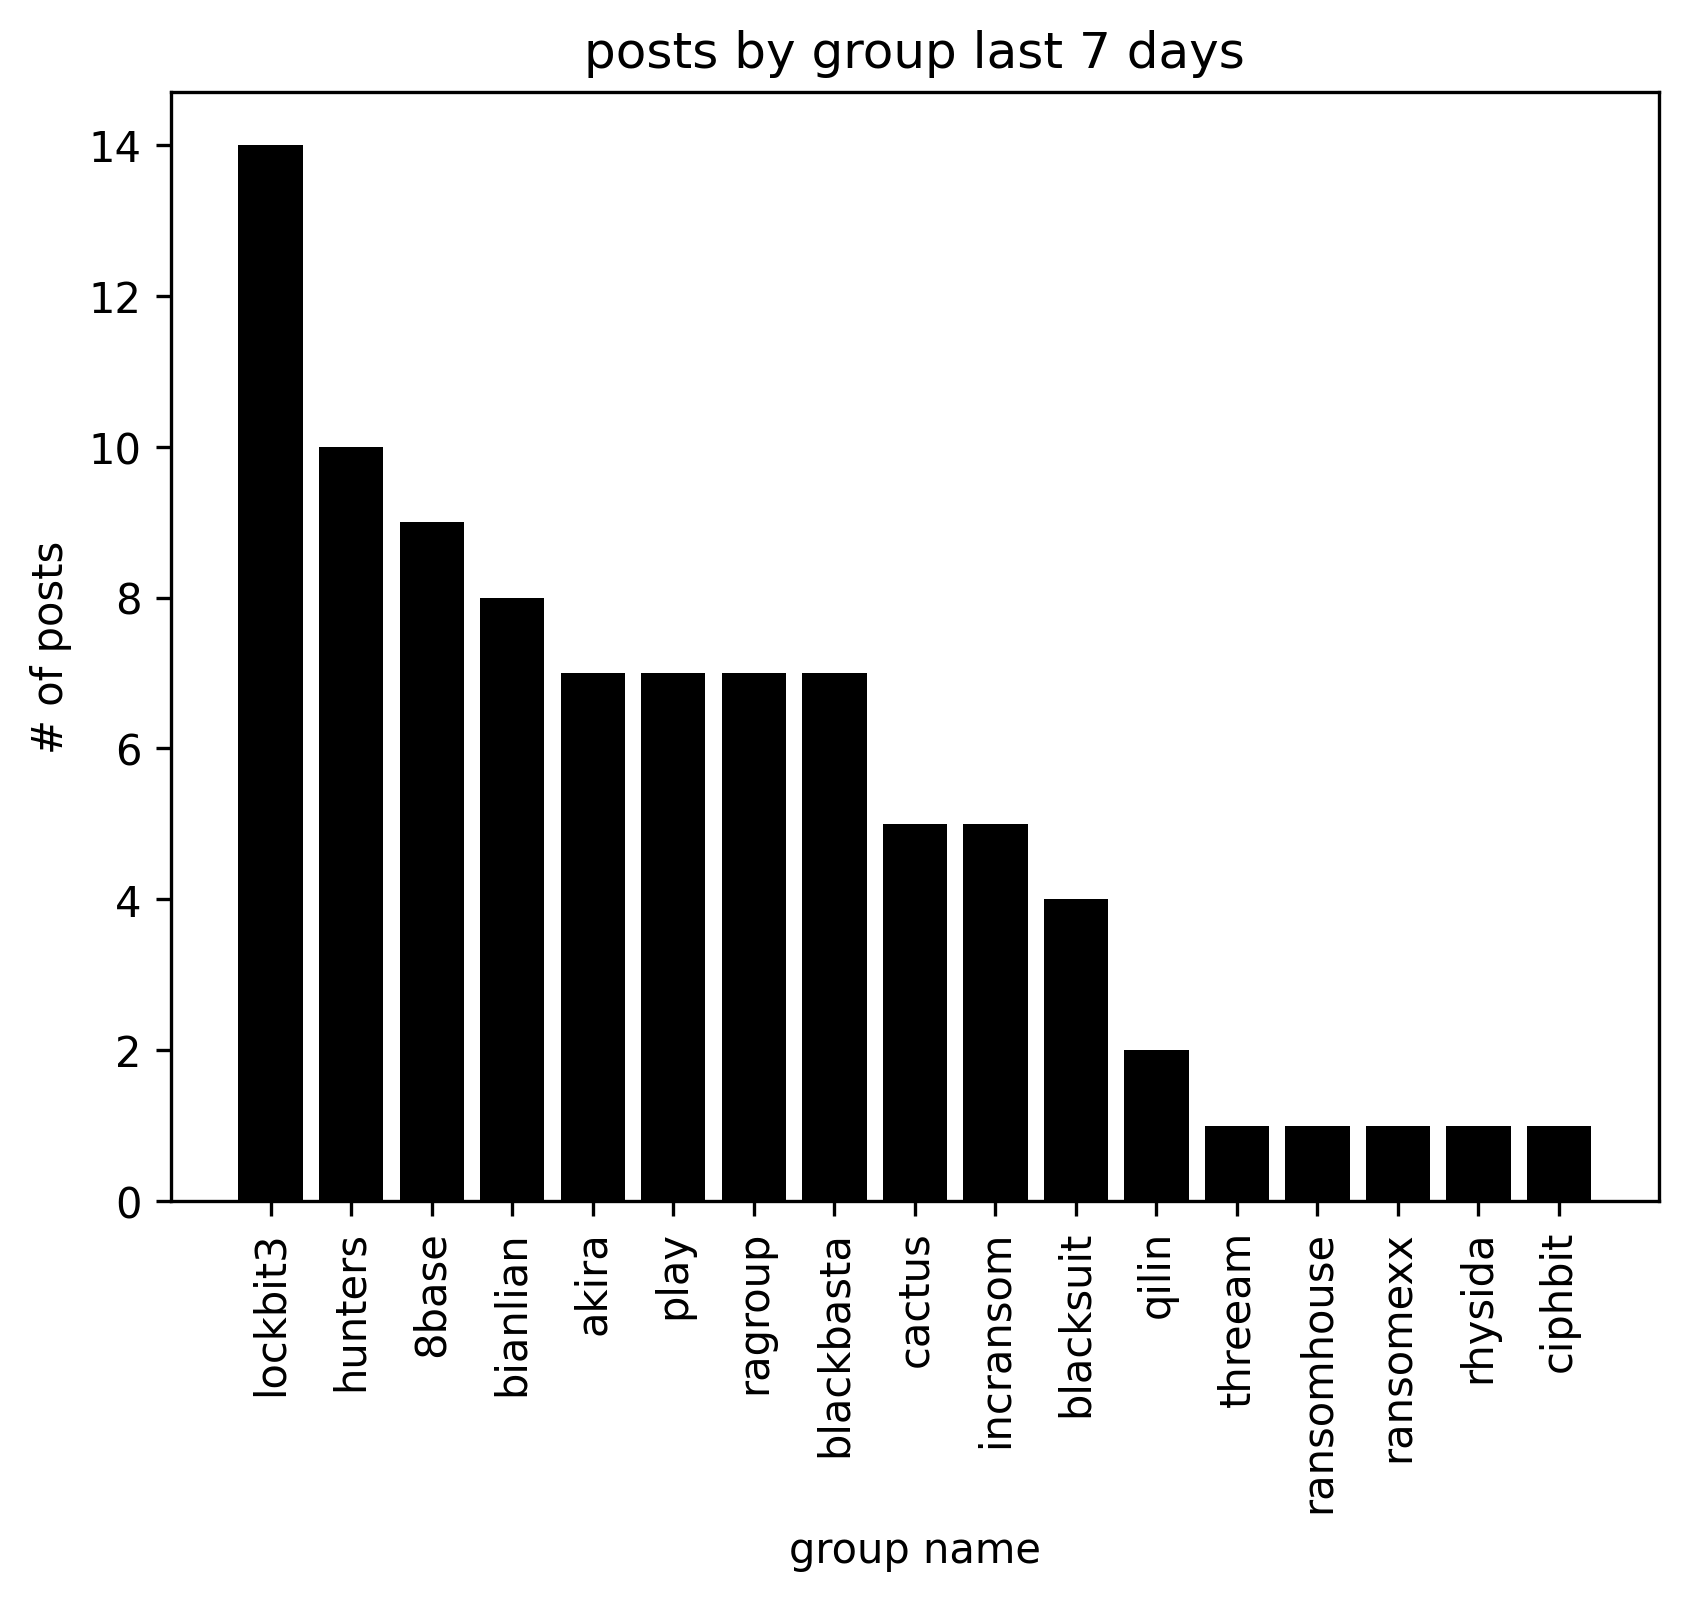 posts by group last 7 days
14
12
10
8
6
4
2
0
# of posts
lockbit3
hunters
8base
bianlian
akira
play
ragroup
blackbasta
cactus
incransom
blacksuit
qilin
threeam
ransomhouse
ransomexx
rhysida
ciphbit
group name